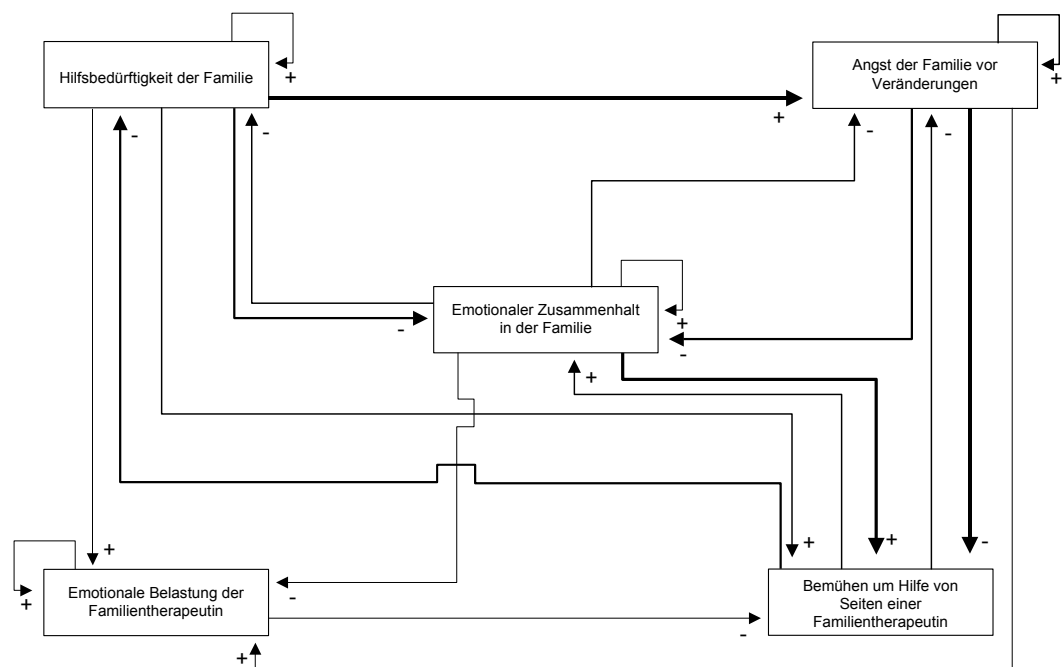 Hilfsbedürftigkeit der Familie
+
Angst der Familie vor
Veränderungen
+
+
-
-
-
-
Emotionaler Zusammenhalt
in der Familie
+
-
-
+
+
+
+
-
Emotionale Belastung der
Familientherapeutin
+
-
-
+
Bemühen um Hilfe von
Seiten einer
Familientherapeutin